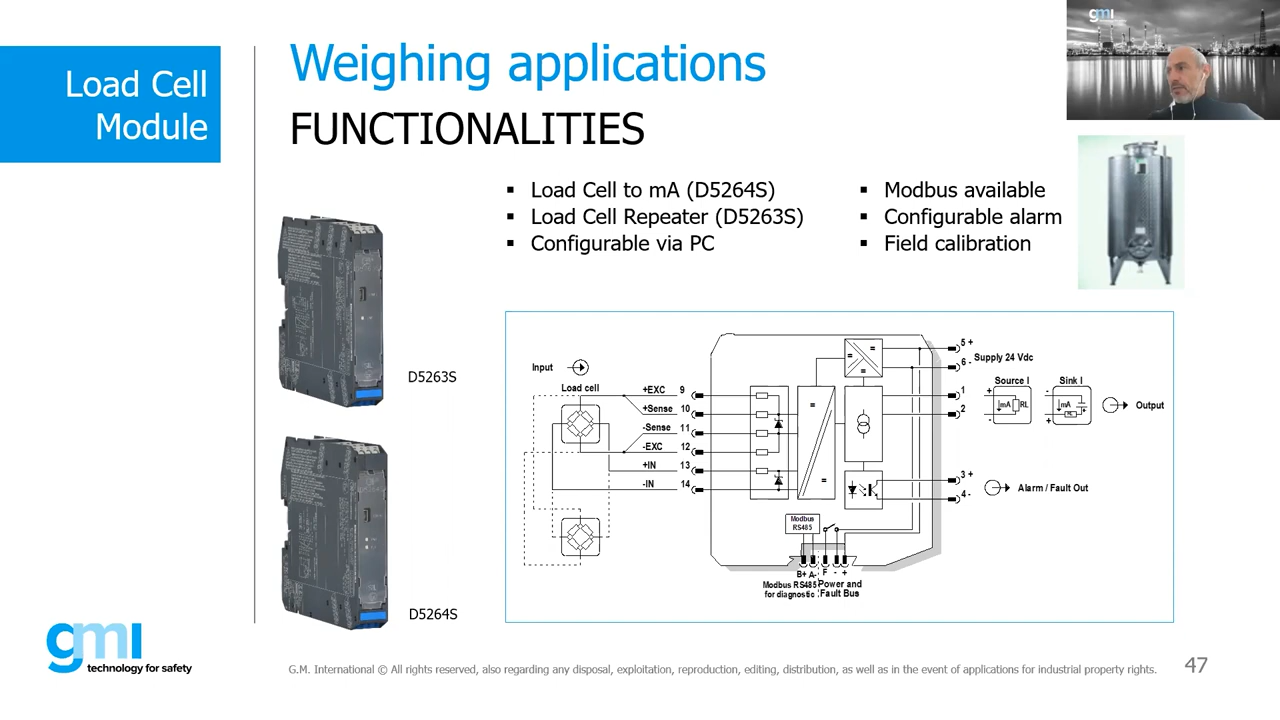 Load Cell
Module
Weighing applications
FUNCTIONALITIES
▪ Load Cell to mA (D5264S)
▪ Load Cell Repeater (D5263S)
▪ Configurable via PC
▪ Modbus available
▪ Configurable alarm
▪ Field calibration
gmi
D5263S
D5264S
Input
Load cell
+EXC 9
+Sense 10
-Sense 11
-EXC 12
+IN 13
-IN 14
=
=
=
=
=
Modbus
RS485
B+ A- F - +
Modbus RS485
for diagnostic
Power and
Fault Bus
5 +
6 -
Supply 24 Vdc
1
2
Source I
+
mA RL
-
Sink I
-
mA
RL
+
Output
3 +
4 -
Alarm / Fault Out
gmi
technology for safety
G.M. International © All rights reserved, also regarding any disposal, exploitation, reproduction, editing, distribution, as well as in the event of applications for industrial property rights.
47